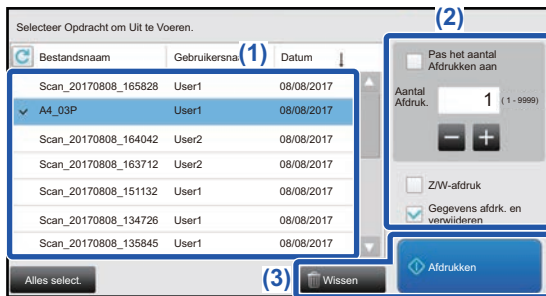 Selecteer Opdracht om Uit te Voeren.
(2)
Bestandsnaam Gebruikersna (1) Datum
Scan_20170808_165828 User1 08/08/2017
A4_03P User1 08/08/2017
Scan_20170808_164042 User2 08/08/2017
Scan_20170808_163712 User2 08/08/2017
Scan_20170808_151132 User1 08/08/2017
Scan_20170808_134726 User1 08/08/2017
Scan_20170808_135845 User1 08/08/2017
Pas het aantal
Afdrukken aan
Aantal
Afdruk.
1 (1 - 9999)
Z/W-afdruk
Gegevens afdrk. en
verwijderen
Alles select.
(3)
Wissen
Afdrukken